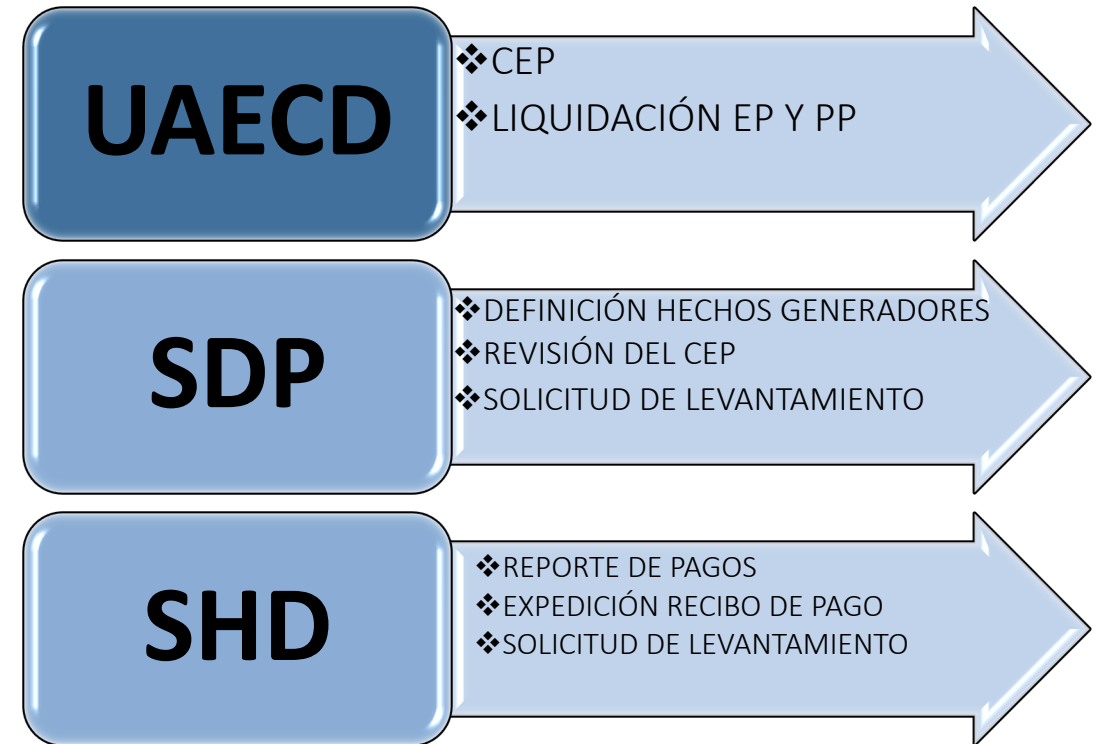 UAECD
❖CEP
❖LIQUIDACIÓN EP Y PP
SDP
❖DEFINICIÓN HECHOS GENERADORES
❖REVISIÓN DEL CEP
❖SOLICITUD DE LEVANTAMIENTO
SHD
❖REPORTE DE PAGOS
❖EXPEDICIÓN RECIBO DE PAGO
❖SOLICITUD DE LEVANTAMIENTO